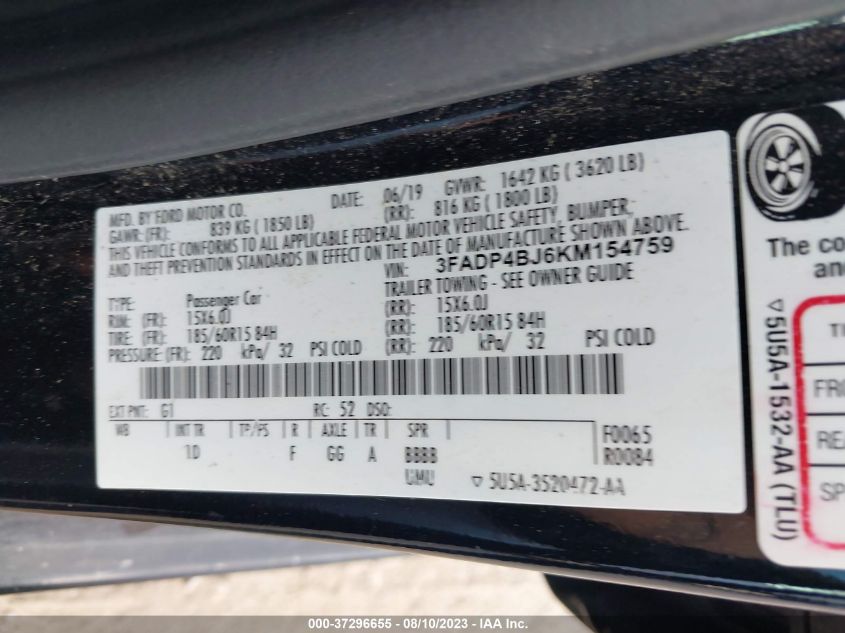 MFD. BY FORD MOTOR CO.
DATE: 06/19 GVWR: 1642 KG ( 3620 LB)
GAWR: (FR): 839 KG ( 1850 LB) (RR): 816 KG ( 1800 LB)
THIS VEHICLE CONFORMS TO ALL APPLICABLE FEDERAL MOTOR VEHICLE SAFETY, BUMPER,
AND THEFT PREVENTION STANDARDS IN EFFECT ON THE DATE OF MANUFACTURE SHOWN ABOVE.
VIN: 3FADP4BJ6KM154759
TYPE: Passenger Car TRAILER TOWING - SEE OWNER GUIDE
RIM: (FR): 15X6.0J (RR): 15X6.0J
TIRE: (FR): 185/60R15 84H (RR): 185/60R15 84H
PRESSURE:(FR): 220 kPa/ 32 PSI COLD (RR): 220 kPa/ 32 PSI COLD
EXT PNT: G1 RC: 52 DSO:
WB INT TR TP/PS R AXLE TR SPR F0065
1D F GG A BBBB R0084
UMU ▽ 5U5A-3520472-AA
The co
an
▽ 5U5A-1532-AA (TLU)
FRO
REA
SP
000-37296655 - 08/10/2023 - IAA Inc.